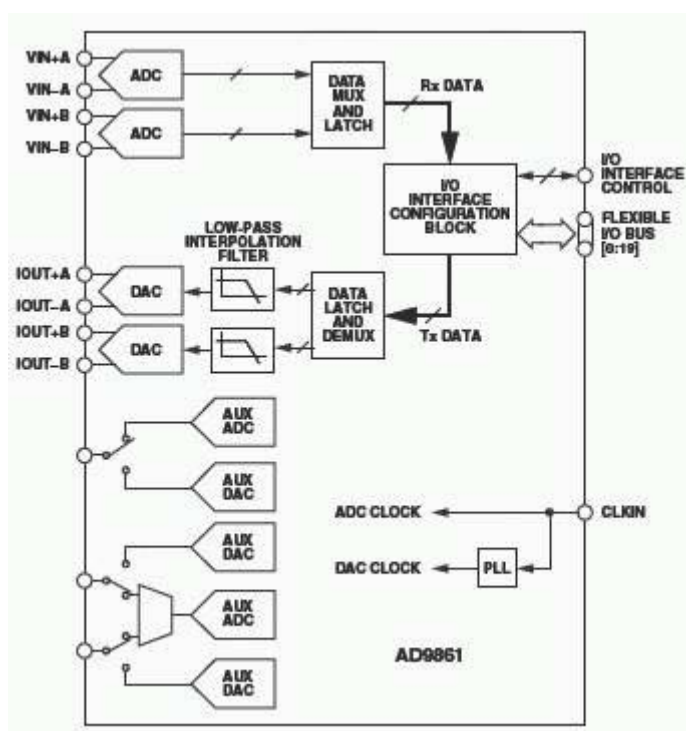 VIN+A
VIN–A
VIN+B
VIN–B
ADC
ADC
DATA
MUX
AND
LATCH
Rx DATA
I/O
INTERFACE
CONFIGURATION
BLOCK
I/O
INTERFACE
CONTROL
FLEXIBLE
I/O BUS
[0:19]
LOW-PASS
INTERPOLATION
FILTER
IOUT+A
IOUT–A
IOUT+B
IOUT–B
DAC
DAC
DATA
LATCH
AND
DEMUX
Tx DATA
AUX
ADC
AUX
DAC
AUX
DAC
AUX
ADC
AUX
DAC
ADC CLOCK
CLKIN
DAC CLOCK
PLL
AD9861